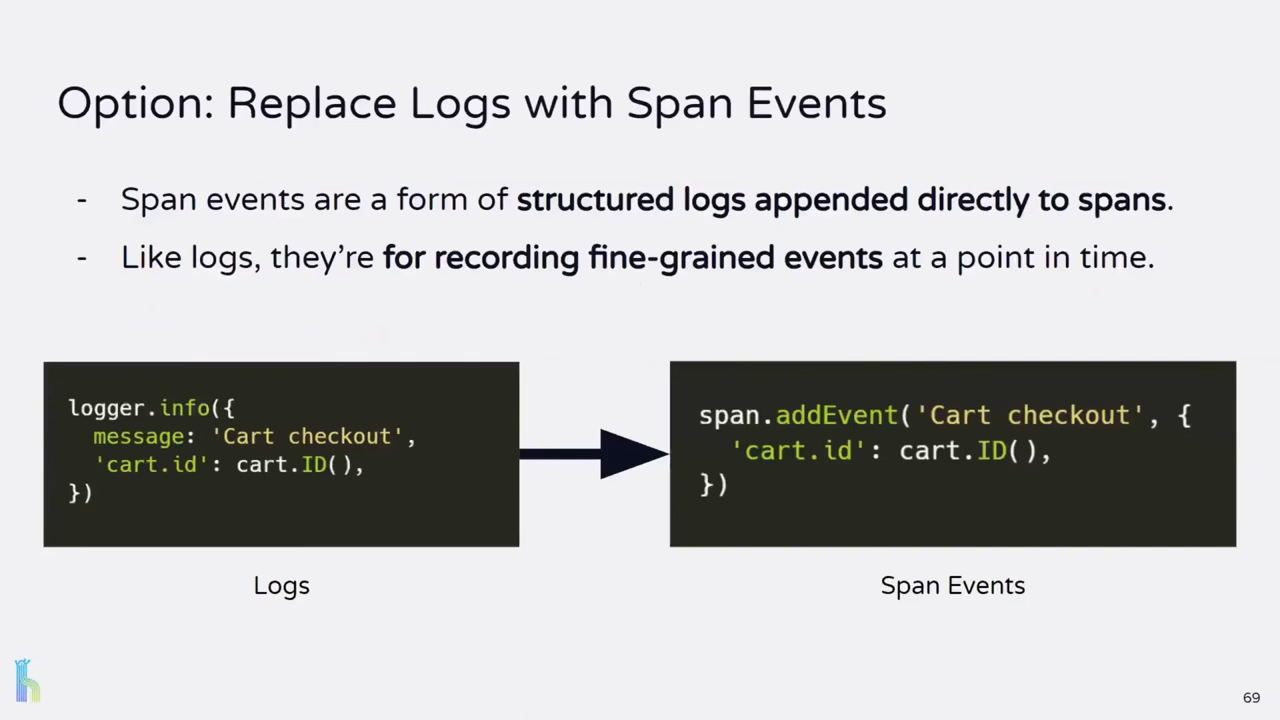 Option: Replace Logs with Span Events
- Span events are a form of structured logs appended directly to spans.
- Like logs, they're for recording fine-grained events at a point in time.
logger.info({
message: 'Cart checkout',
'cart.id': cart.ID(),
})
span.addEvent('Cart checkout', {
'cart.id': cart.ID(),
})
Logs
Span Events
69